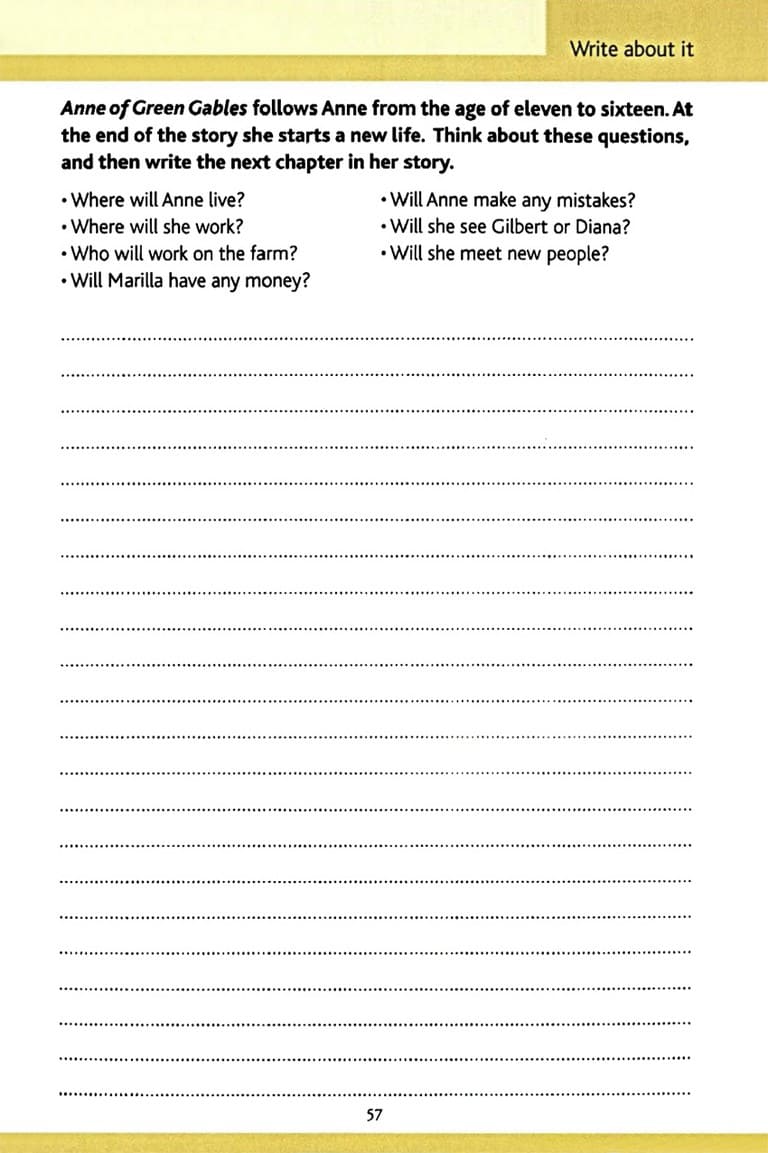 Write about it
Anne of Green Gables follows Anne from the age of eleven to sixteen. At
the end of the story she starts a new life. Think about these questions,
and then write the next chapter in her story.
• Where will Anne live?
• Where will she work?
• Who will work on the farm?
• Will Marilla have any money?
• Will Anne make any mistakes?
• Will she see Gilbert or Diana?
• Will she meet new people?
57